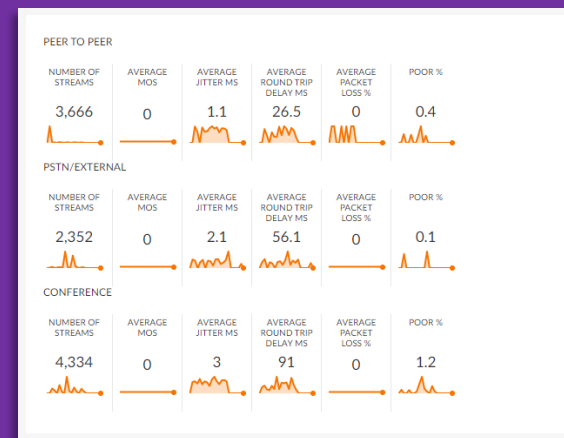 PEER TO PEER
NUMBER OF STREAMS
3,666
AVERAGE MOS
0
AVERAGE JITTER MS
1.1
AVERAGE ROUND TRIP DELAY MS
26.5
AVERAGE PACKET LOSS %
0
POOR %
0.4
PSTN/EXTERNAL
NUMBER OF STREAMS
2,352
AVERAGE MOS
0
AVERAGE JITTER MS
2.1
AVERAGE ROUND TRIP DELAY MS
56.1
AVERAGE PACKET LOSS %
0
POOR %
0.1
CONFERENCE
NUMBER OF STREAMS
4,334
AVERAGE MOS
0
AVERAGE JITTER MS
3
AVERAGE ROUND TRIP DELAY MS
91
AVERAGE PACKET LOSS %
0
POOR %
1.2